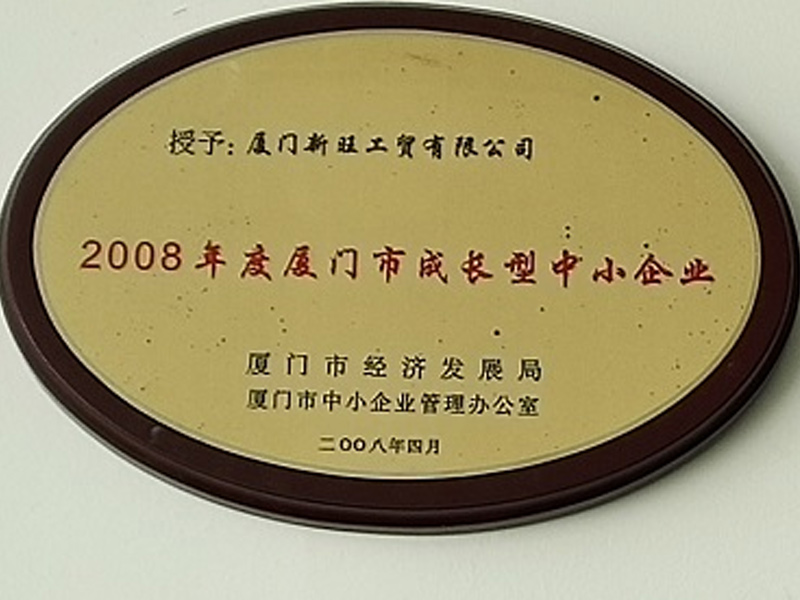 授予：厦门新旺工贸有限公司
2008年度厦门市成长型中小企业
厦门市经济发展局
厦门市中小企业管理办公室
二〇〇八年四月